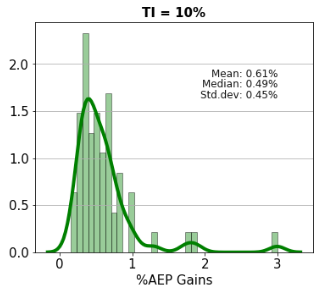 TI = 10%
Mean: 0.61%
Median: 0.49%
Std.dev: 0.45%
2.0
1.5
1.0
0.5
0.0
0 1 2 3
%AEP Gains